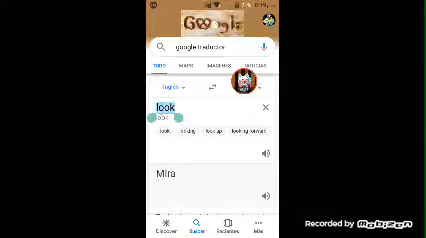 Google
google traductor
TODO MAPS IMÁGENES NOTICIAS
Inglés
look
look looking look up looking forward
Mira
Discover Buscar Recientes Más
Recorded by Mobizen